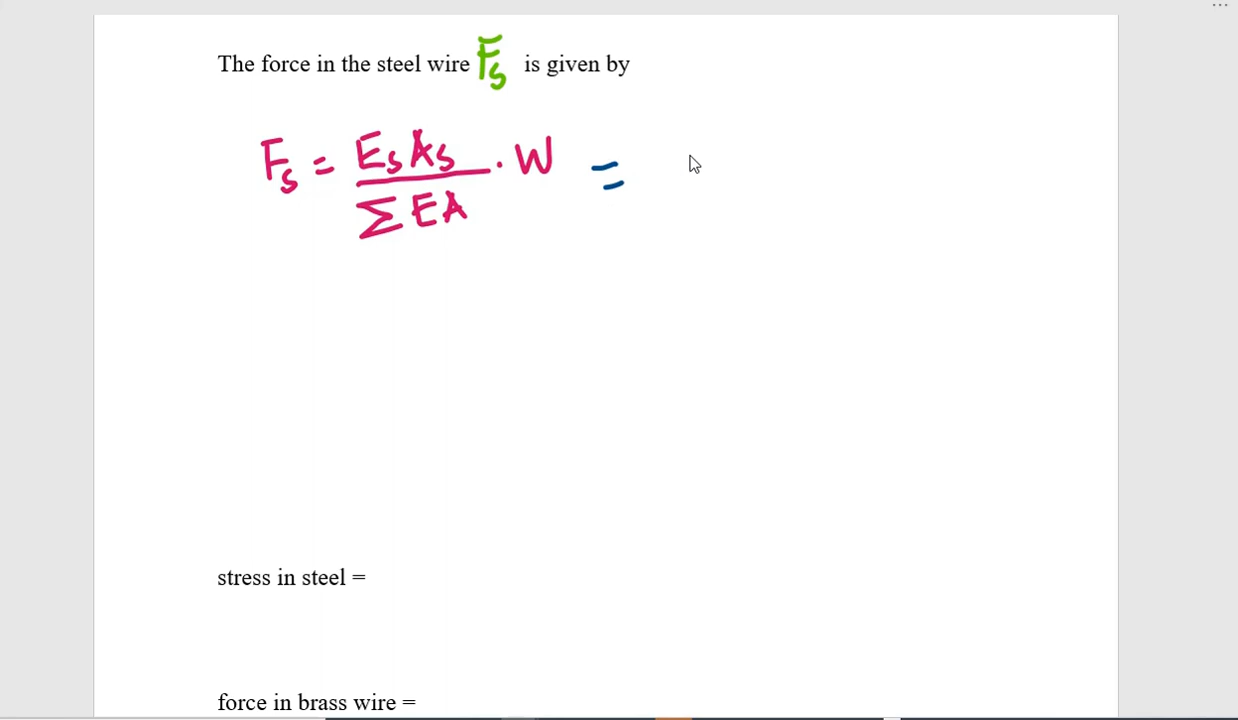 The force in the steel wire Fs is given by
Fs = EsAs / ΣEA . W =
stress in steel =
force in brass wire =